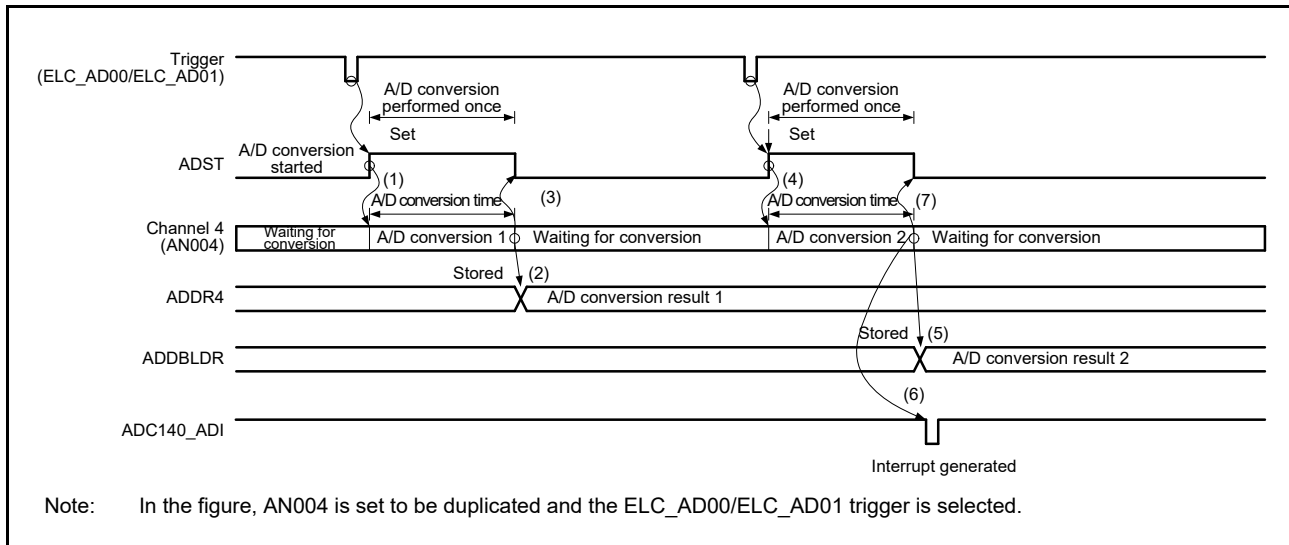 Trigger
(ELC_AD00/ELC_AD01)
A/D conversion
performed once
A/D conversion
performed once
Set
Set
ADST
A/D conversion
started
(1)
(3)
(4)
(7)
A/D conversion time
A/D conversion time
Channel 4
(AN004)
Waiting for
conversion
A/D conversion 1
Waiting for conversion
A/D conversion 2
Waiting for conversion
Stored
(2)
ADDR4
A/D conversion result 1
Stored
(5)
ADDBLDR
A/D conversion result 2
(6)
ADC140_ADI
Interrupt generated
Note: In the figure, AN004 is set to be duplicated and the ELC_AD00/ELC_AD01 trigger is selected.